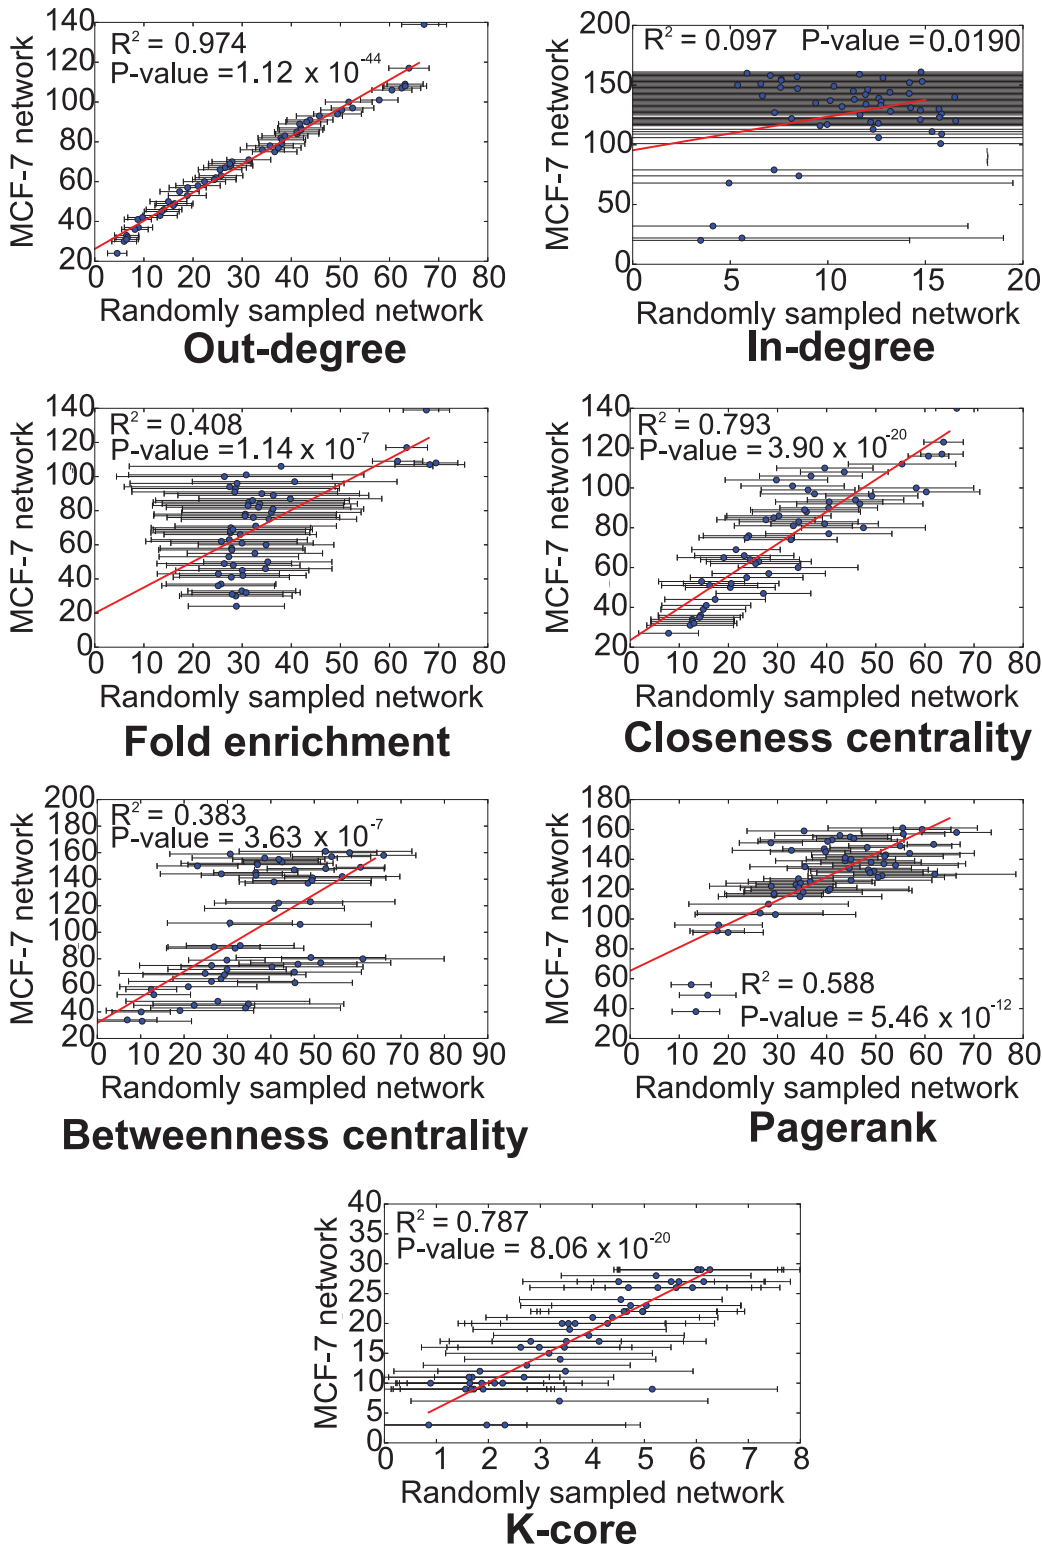 R² = 0.974
P-value = 1.12 x 10⁻⁴⁴
MCF-7 network
140
120
100
80
60
40
20
0 10 20 30 40 50 60 70 80
Randomly sampled network
Out-degree
R² = 0.097 P-value = 0.0190
MCF-7 network
200
150
100
50
0
0 5 10 15 20
Randomly sampled network
In-degree
R² = 0.408
P-value = 1.14 x 10⁻⁷
MCF-7 network
140
120
100
80
60
40
20
0
0 10 20 30 40 50 60 70 80
Randomly sampled network
Fold enrichment
R² = 0.793
P-value = 3.90 x 10⁻²⁰
MCF-7 network
140
120
100
80
60
40
20
0 10 20 30 40 50 60 70 80
Randomly sampled network
Closeness centrality
R² = 0.383
P-value = 3.63 x 10⁻⁷
MCF-7 network
200
180
160
140
120
100
80
60
40
20
0 10 20 30 40 50 60 70 80 90
Randomly sampled network
Betweenness centrality
MCF-7 network
180
160
140
120
100
80
60
40
20
R² = 0.588
P-value = 5.46 x 10⁻¹²
0 10 20 30 40 50 60 70 80
Randomly sampled network
Pagerank
R² = 0.787
P-value = 8.06 x 10⁻²⁰
MCF-7 network
40
35
30
25
20
15
10
5
0
0 1 2 3 4 5 6 7 8
Randomly sampled network
K-core